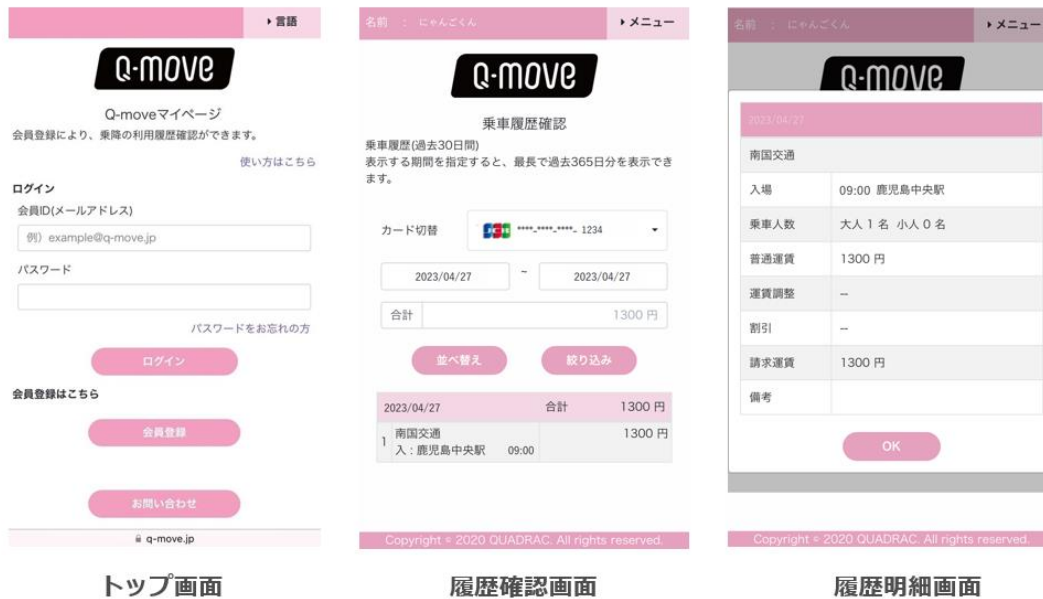 言語
Q-move
Q-moveマイページ
会員登録により、乗降の利用履歴確認ができます。
使い方はこちら
ログイン
会員ID(メールアドレス)
例）example@q-move.jp
パスワード
パスワードをお忘れの方
ログイン
会員登録はこちら
会員登録
お問い合わせ
q-move.jp
トップ画面
名前 : にゃんごくん
メニュー
Q-move
乗車履歴確認
乗車履歴(過去30日間)
表示する期間を指定すると、最長で過去365日分を表示でき
ます。
カード切替 JCB ****-****-****- 1234
2023/04/27 ~ 2023/04/27
合計 1300 円
並べ替え 絞り込み
2023/04/27 合計 1300 円
1 南国交通 1300 円
入 : 鹿児島中央駅 09:00
Copyright © 2020 QUADRAC. All rights reserved.
履歴確認画面
名前 : にゃんごくん
メニュー
Q-move
2023/04/27
南国交通
入場 09:00 鹿児島中央駅
乗車人数 大人 1 名 小人 0 名
普通運賃 1300 円
運賃調整 --
割引 --
請求運賃 1300 円
備考
OK
Copyright © 2020 QUADRAC. All rights reserved.
履歴明細画面